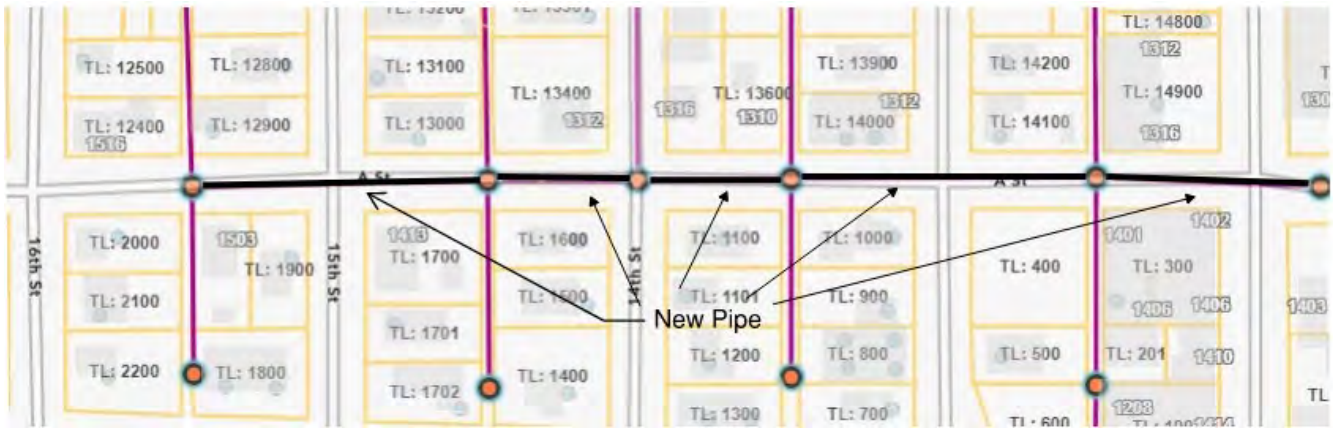 TL: 14800
1312
TL: 12500
TL: 12800
TL: 13100
TL: 13900
TL: 14200
TL: 13400
TL: 13600
TL: 14900
1316
1310
1312
1312
TL: 12400
TL: 12900
TL: 13000
TL: 14000
TL: 14100
1316
1516
A St
A St
1402
TL: 2000
1503
1413
TL: 1600
TL: 1100
TL: 1000
1401
16th St
15th St
14th St
TL: 1900
TL: 1700
TL: 400
TL: 300
TL: 2100
TL: 1500
TL: 1101
TL: 900
1406
1406
1403
New Pipe
TL: 1701
TL: 2200
TL: 1800
TL: 1702
TL: 1400
TL: 1200
TL: 800
TL: 500
TL: 201
1410
TL: 1300
TL: 700
TL: 600
1208
1414
TL